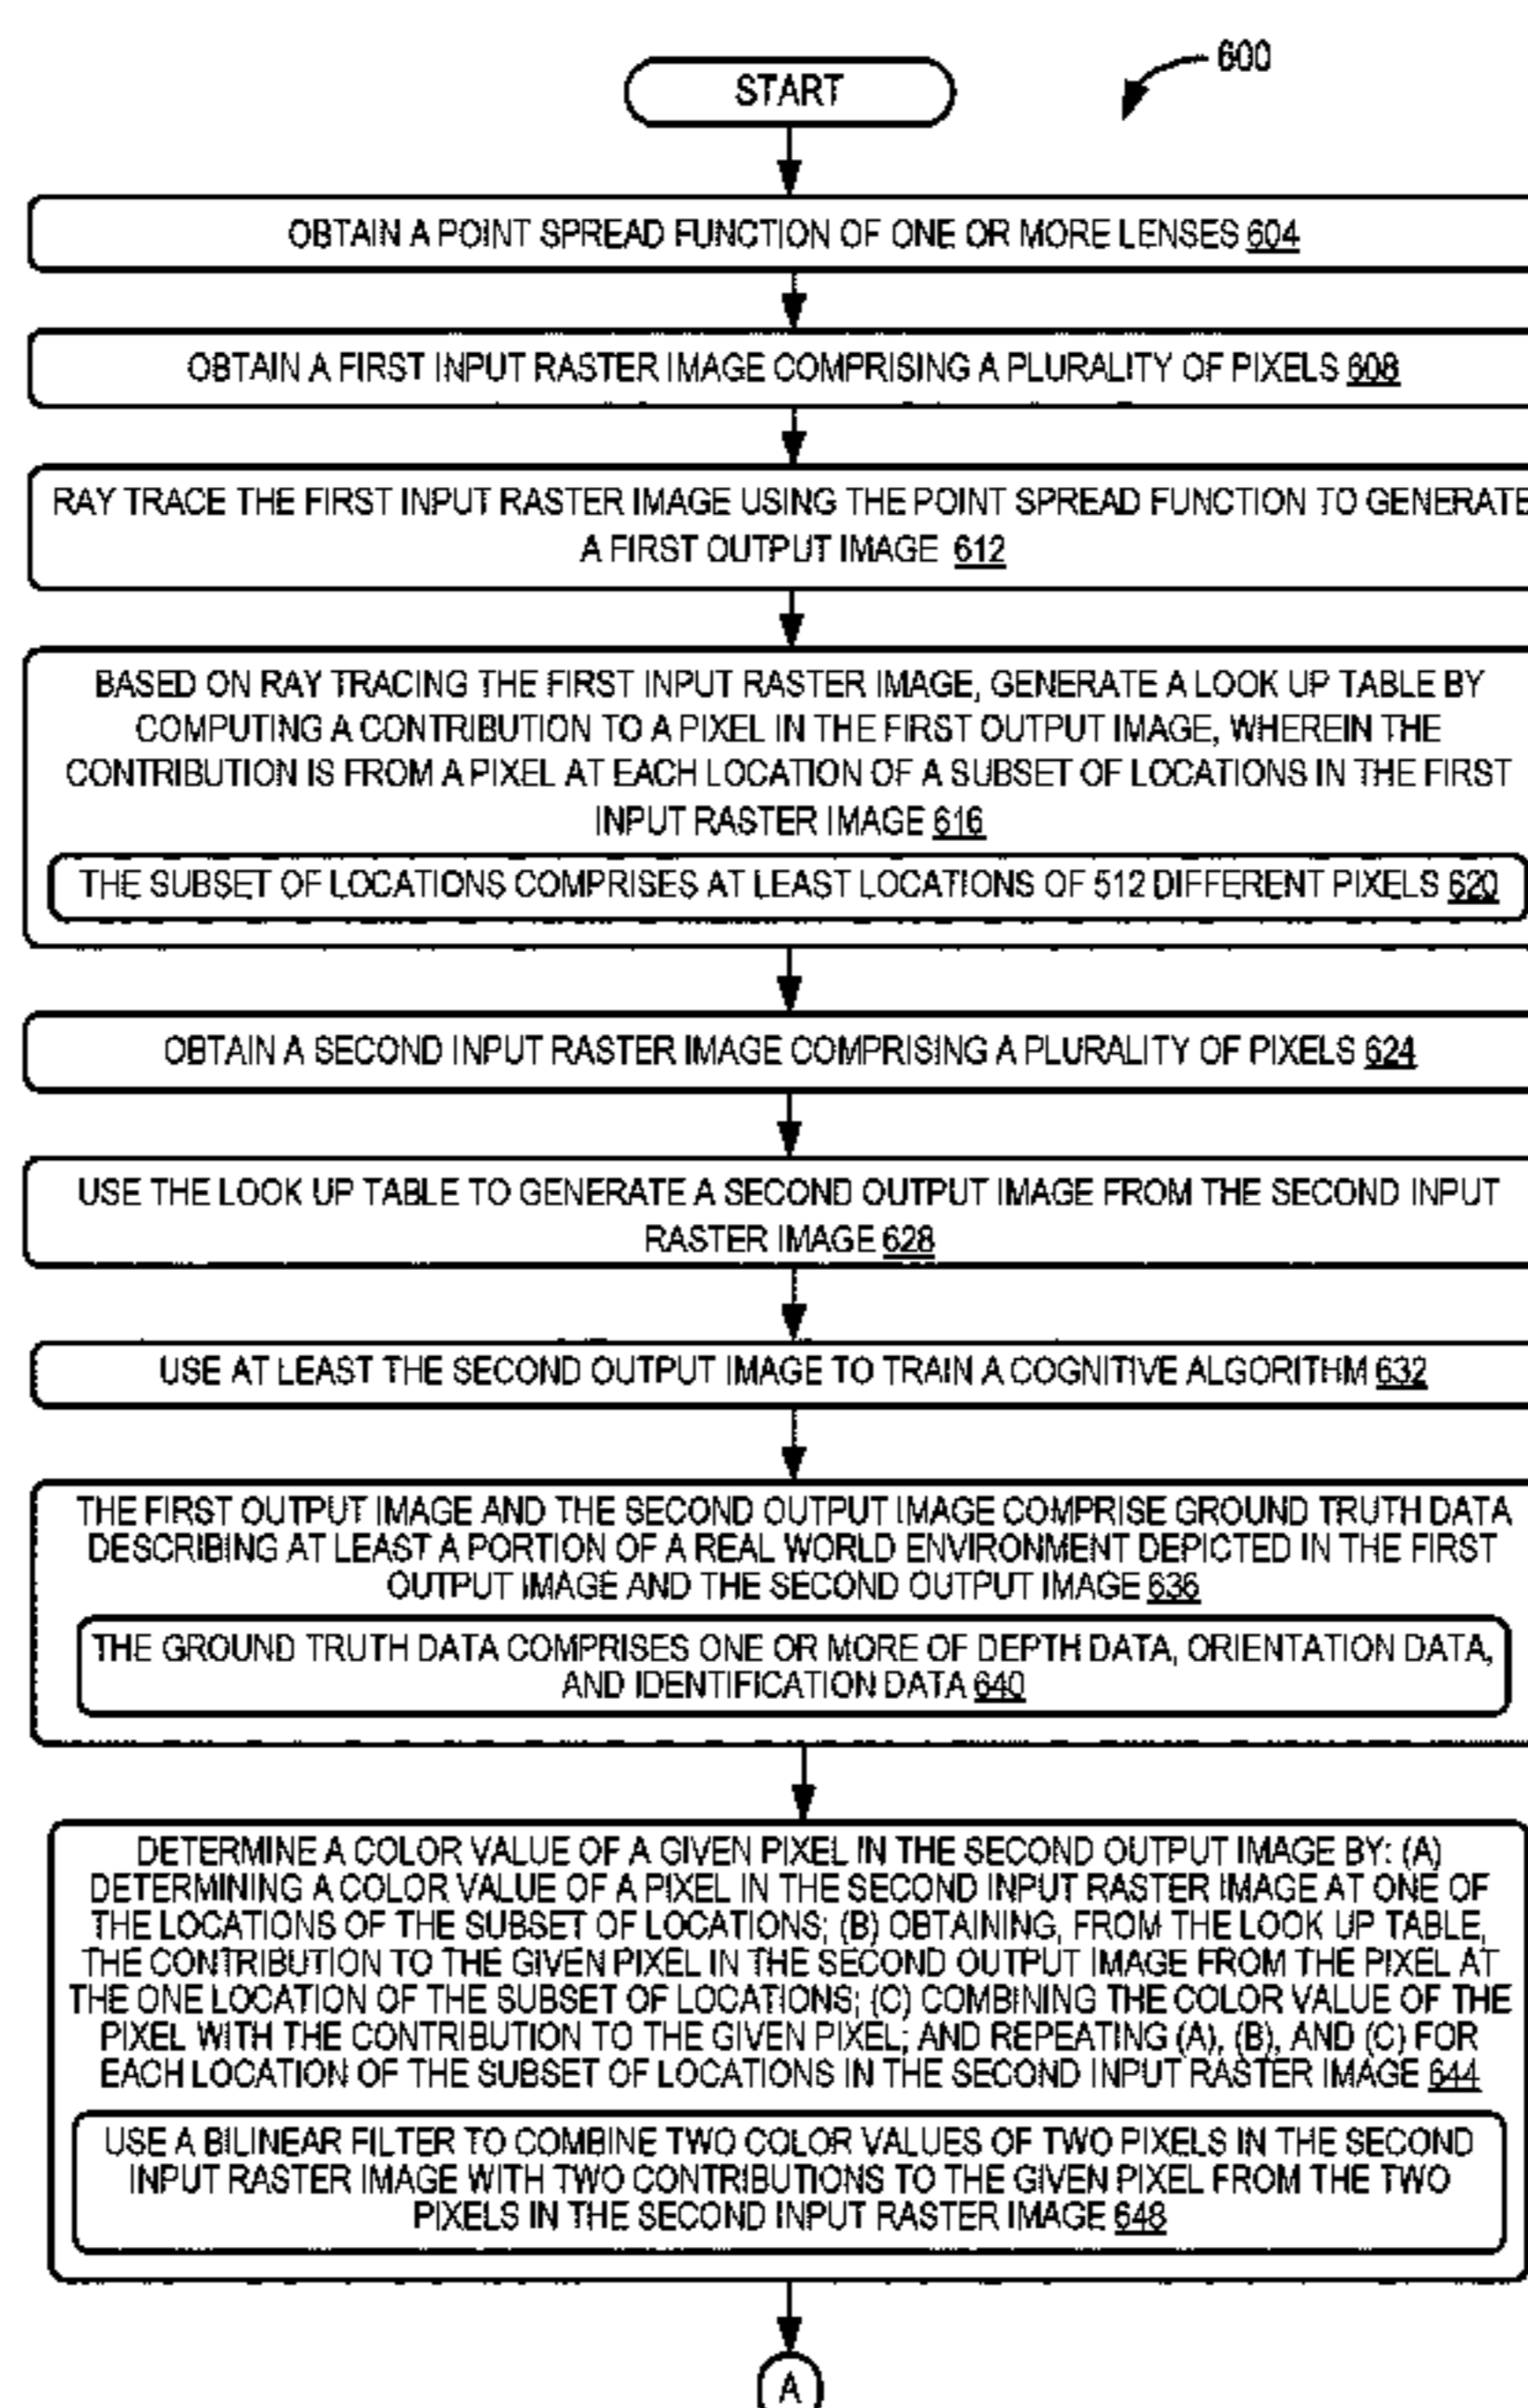 600
START
OBTAIN A POINT SPREAD FUNCTION OF ONE OR MORE LENSES 604
OBTAIN A FIRST INPUT RASTER IMAGE COMPRISING A PLURALITY OF PIXELS 608
RAY TRACE THE FIRST INPUT RASTER IMAGE USING THE POINT SPREAD FUNCTION TO GENERATE
A FIRST OUTPUT IMAGE 612
BASED ON RAY TRACING THE FIRST INPUT RASTER IMAGE, GENERATE A LOOK UP TABLE BY
COMPUTING A CONTRIBUTION TO A PIXEL IN THE FIRST OUTPUT IMAGE, WHEREIN THE
CONTRIBUTION IS FROM A PIXEL AT EACH LOCATION OF A SUBSET OF LOCATIONS IN THE FIRST
INPUT RASTER IMAGE 616
THE SUBSET OF LOCATIONS COMPRISES AT LEAST LOCATIONS OF 512 DIFFERENT PIXELS 620
OBTAIN A SECOND INPUT RASTER IMAGE COMPRISING A PLURALITY OF PIXELS 624
USE THE LOOK UP TABLE TO GENERATE A SECOND OUTPUT IMAGE FROM THE SECOND INPUT
RASTER IMAGE 628
USE AT LEAST THE SECOND OUTPUT IMAGE TO TRAIN A COGNITIVE ALGORITHM 632
THE FIRST OUTPUT IMAGE AND THE SECOND OUTPUT IMAGE COMPRISE GROUND TRUTH DATA
DESCRIBING AT LEAST A PORTION OF A REAL WORLD ENVIRONMENT DEPICTED IN THE FIRST
OUTPUT IMAGE AND THE SECOND OUTPUT IMAGE 636
THE GROUND TRUTH DATA COMPRISES ONE OR MORE OF DEPTH DATA, ORIENTATION DATA,
AND IDENTIFICATION DATA 640
DETERMINE A COLOR VALUE OF A GIVEN PIXEL IN THE SECOND OUTPUT IMAGE BY: (A)
DETERMINING A COLOR VALUE OF A PIXEL IN THE SECOND INPUT RASTER IMAGE AT ONE OF
THE LOCATIONS OF THE SUBSET OF LOCATIONS; (B) OBTAINING, FROM THE LOOK UP TABLE,
THE CONTRIBUTION TO THE GIVEN PIXEL IN THE SECOND OUTPUT IMAGE FROM THE PIXEL AT
THE ONE LOCATION OF THE SUBSET OF LOCATIONS; (C) COMBINING THE COLOR VALUE OF THE
PIXEL WITH THE CONTRIBUTION TO THE GIVEN PIXEL; AND REPEATING (A), (B), AND (C) FOR
EACH LOCATION OF THE SUBSET OF LOCATIONS IN THE SECOND INPUT RASTER IMAGE 644
USE A BILINEAR FILTER TO COMBINE TWO COLOR VALUES OF TWO PIXELS IN THE SECOND
INPUT RASTER IMAGE WITH TWO CONTRIBUTIONS TO THE GIVEN PIXEL FROM THE TWO
PIXELS IN THE SECOND INPUT RASTER IMAGE 648
A